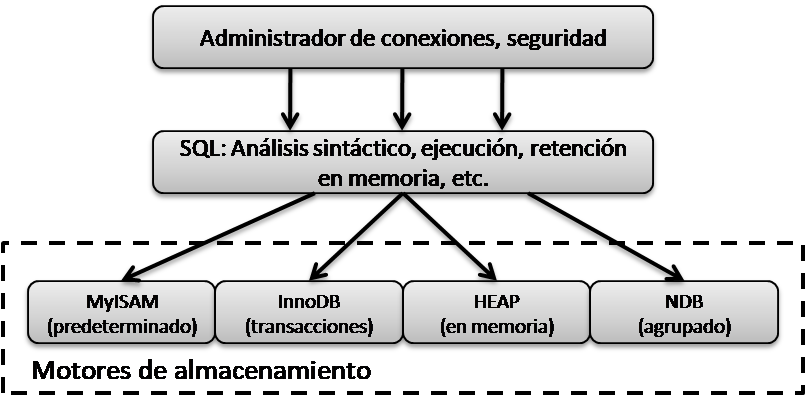 Administrador de conexiones, seguridad
SQL: Análisis sintáctico, ejecución, retención
en memoria, etc.
MyISAM
(predeterminado)
InnoDB
(transacciones)
HEAP
(en memoria)
NDB
(agrupado)
Motores de almacenamiento